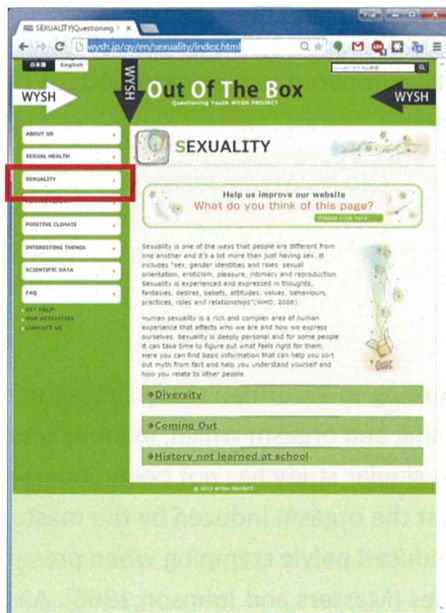 SEXUALITY|Questioning Y
wysh.jp/qy/en/sexuality/index.html
日本語 English
WYSH
WYSH
Out Of The Box
Questioning Youth WYSH PROJECT
WYSH
ABOUT US
SEXUAL HEALTH
SEXUALITY
POSITIVE CLIMATE
INTERESTING THINGS
SCIENTIFIC DATA
FAQ
GET HELP!
OUR ACTIVITIES
CONTACT US
SEXUALITY
Help us improve our website
What do you think of this page?
Please click here
Sexuality is one of the ways that people are different from
one another and it's a lot more than just having sex. It
includes "sex, gender identities and roles, sexual
orientation, eroticism, pleasure, intimacy and reproduction.
Sexuality is experienced and expressed in thoughts,
fantasies, desires, beliefs, attitudes, values, behaviours,
practices, roles and relationships"(WHO, 2006).
Human sexuality is a rich and complex area of human
experience that affects who we are and how we express
ourselves. Sexuality is deeply personal and for some people
it can take time to figure out what feels right for them.
Here you can find basic information that can help you sort
out myth from fact and help you understand yourself and
how you relate to other people.
Diversity
Coming Out
History not learned at school
© 2013 WYSH PROJECT